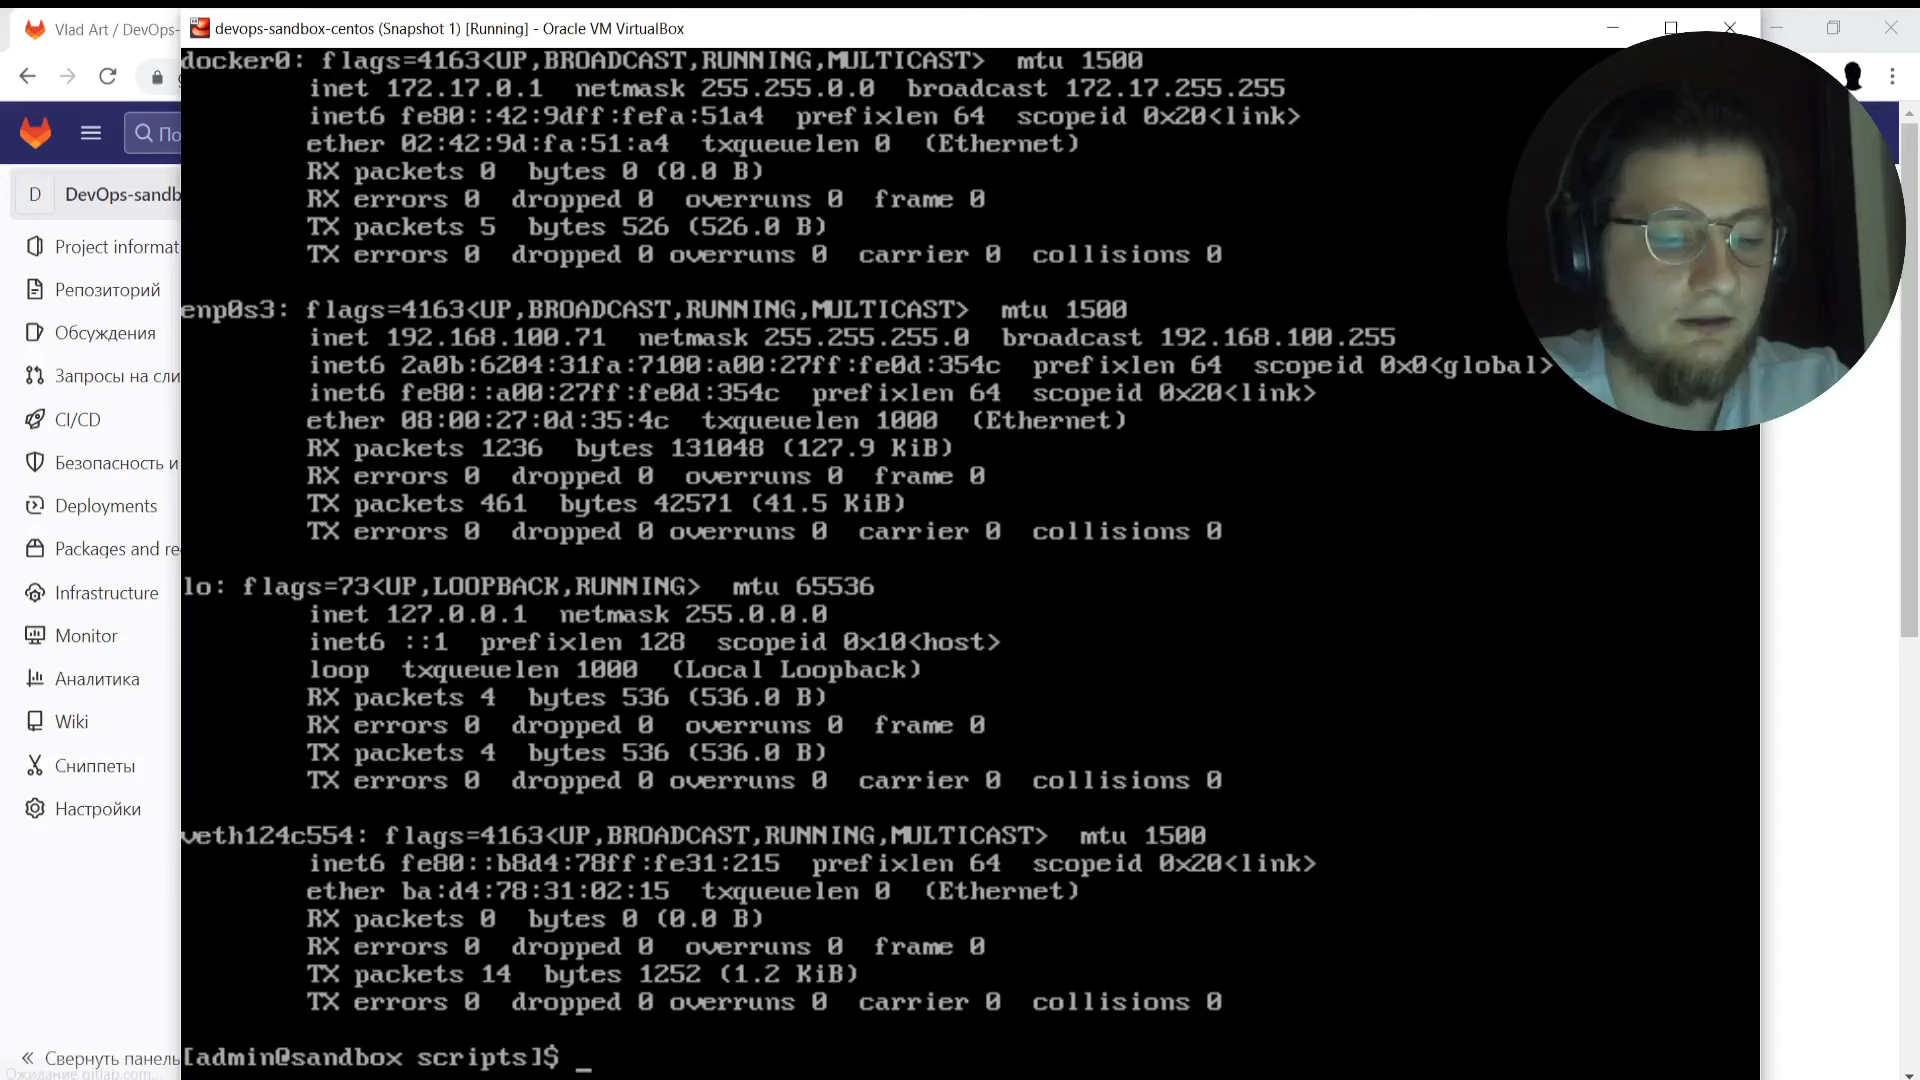 Vlad Art / DevOps-
devops-sandbox-centos (Snapshot 1) [Running] - Oracle VM VirtualBox
По
D DevOps-sandb
Project informat
Репозиторий
Обсуждения
Запросы на сли
CI/CD
Безопасность и
Deployments
Packages and re
Infrastructure
Monitor
Аналитика
Wiki
Сниппеты
Настройки
Свернуть панель
Ожидание gitlab.com...
docker0: flags=4163<UP,BROADCAST,RUNNING,MULTICAST>  mtu 1500
inet 172.17.0.1  netmask 255.255.0.0  broadcast 172.17.255.255
inet6 fe80::42:9dff:fefa:51a4  prefixlen 64  scopeid 0x20<link>
ether 02:42:9d:fa:51:a4  txqueuelen 0  (Ethernet)
RX packets 0  bytes 0 (0.0 B)
RX errors 0  dropped 0  overruns 0  frame 0
TX packets 5  bytes 526 (526.0 B)
TX errors 0  dropped 0 overruns 0  carrier 0  collisions 0
enp0s3: flags=4163<UP,BROADCAST,RUNNING,MULTICAST>  mtu 1500
inet 192.168.100.71  netmask 255.255.255.0  broadcast 192.168.100.255
inet6 2a0b:6204:31fa:7100:a00:27ff:fe0d:354c  prefixlen 64  scopeid 0x0<global>
inet6 fe80::a00:27ff:fe0d:354c  prefixlen 64  scopeid 0x20<link>
ether 08:00:27:0d:35:4c  txqueuelen 1000  (Ethernet)
RX packets 1236  bytes 131048 (127.9 KiB)
RX errors 0  dropped 0  overruns 0  frame 0
TX packets 461  bytes 42571 (41.5 KiB)
TX errors 0  dropped 0 overruns 0  carrier 0  collisions 0
lo: flags=73<UP,LOOPBACK,RUNNING>  mtu 65536
inet 127.0.0.1  netmask 255.0.0.0
inet6 ::1  prefixlen 128  scopeid 0x10<host>
loop  txqueuelen 1000  (Local Loopback)
RX packets 4  bytes 536 (536.0 B)
RX errors 0  dropped 0  overruns 0  frame 0
TX packets 4  bytes 536 (536.0 B)
TX errors 0  dropped 0 overruns 0  carrier 0  collisions 0
veth124c554: flags=4163<UP,BROADCAST,RUNNING,MULTICAST>  mtu 1500
inet6 fe80::b8d4:78ff:fe31:215  prefixlen 64  scopeid 0x20<link>
ether ba:d4:78:31:02:15  txqueuelen 0  (Ethernet)
RX packets 0  bytes 0 (0.0 B)
RX errors 0  dropped 0  overruns 0  frame 0
TX packets 14  bytes 1252 (1.2 KiB)
TX errors 0  dropped 0 overruns 0  carrier 0  collisions 0
[admin@sandbox scripts]$ _